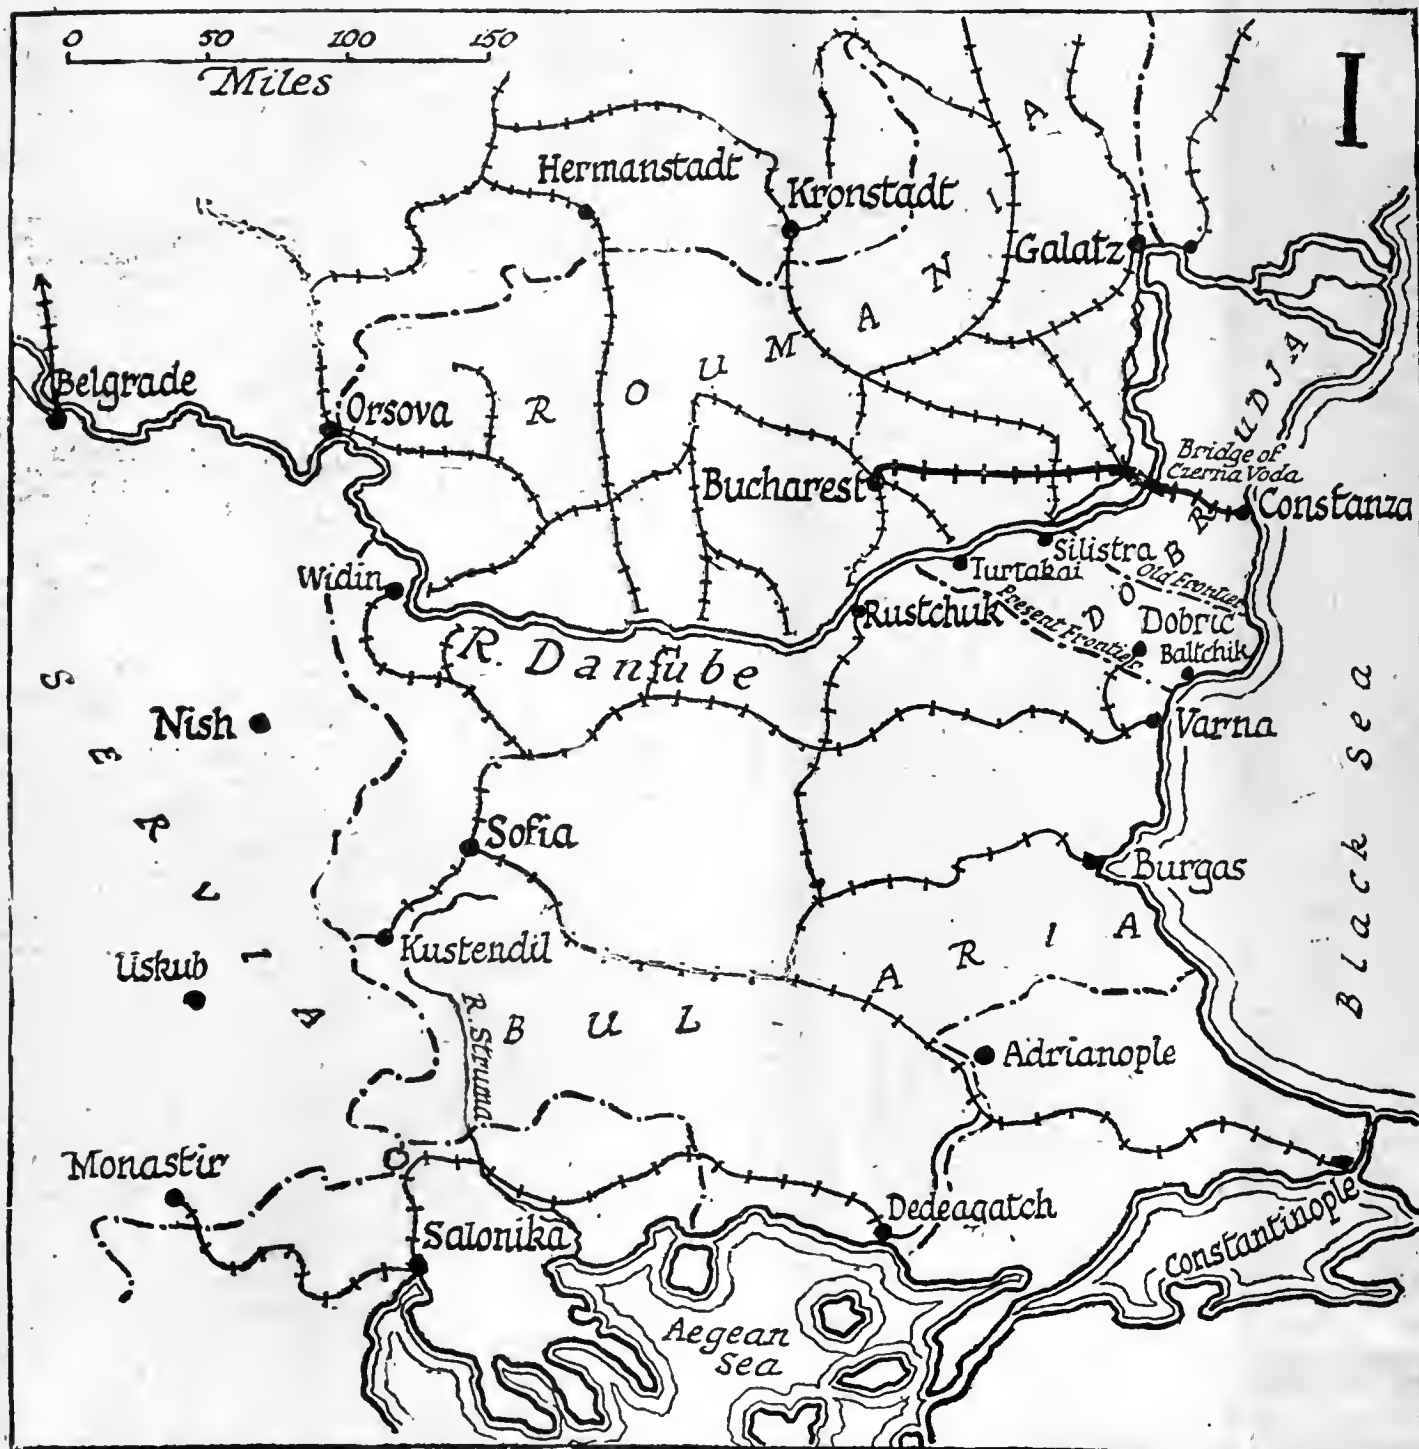 0 50 100 150
Miles
I
Hermanstadt
Kronstadt
Galatz
Belgrade
Orsova
ROUMANIA
Bucharest
Bridge of
Czerna Voda
Constanza
DOBRUDJA
Silistra
Turtakai
Old Frontier
Present Frontier
Widin
Rustchuk
Dobric
Baltchik
R. Danube
Nish
SERVIA
Varna
Black Sea
Sofia
Burgas
Kustendil
Uskub
R. Struma
BULGARIA
Adrianople
Monastir
Salonika
Dedeagatch
Constantinople
Aegean
Sea